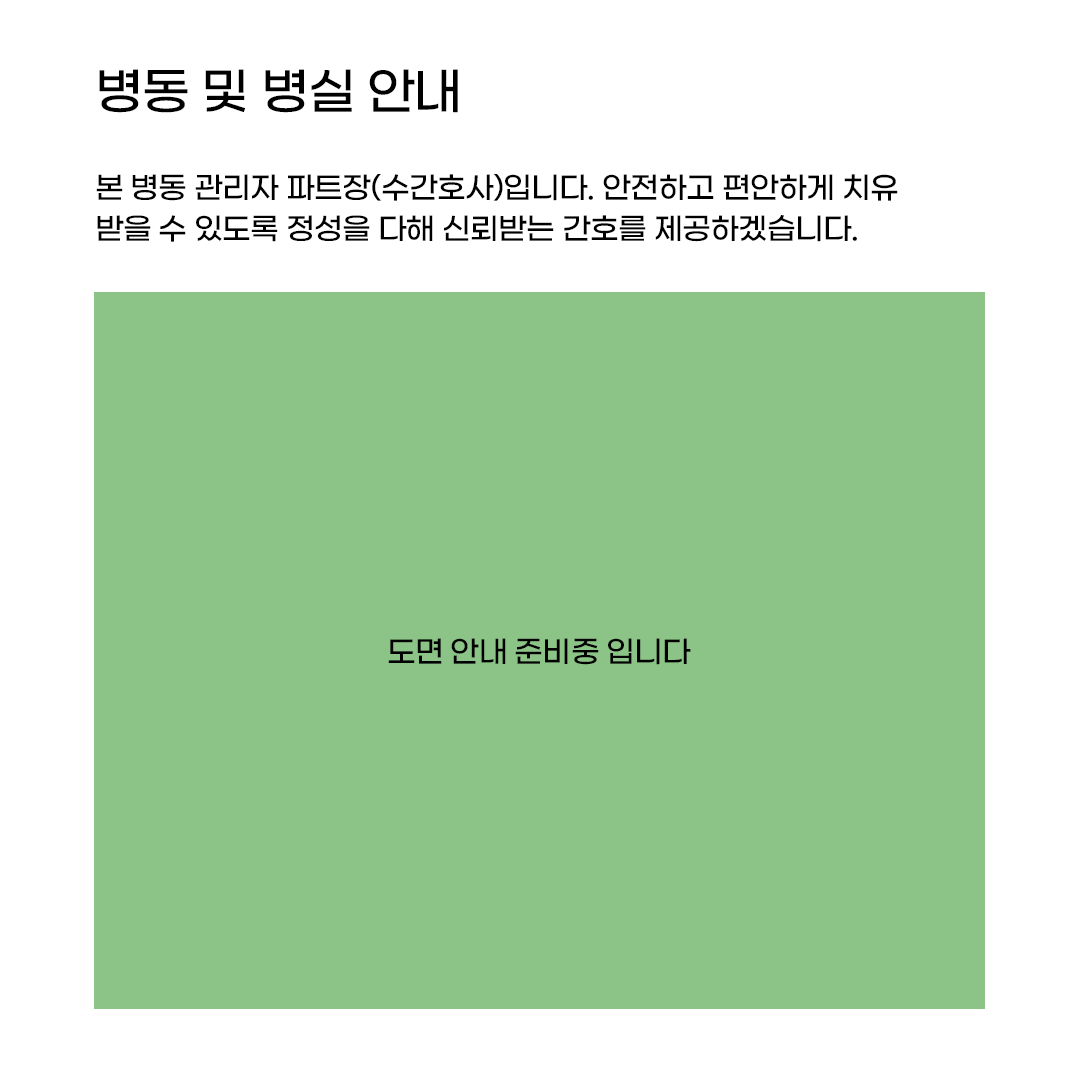 병동 및 병실 안내
본 병동 관리자 파트장(수간호사)입니다. 안전하고 편안하게 치유
받을 수 있도록 정성을 다해 신뢰받는 간호를 제공하겠습니다.
도면 안내 준비중 입니다